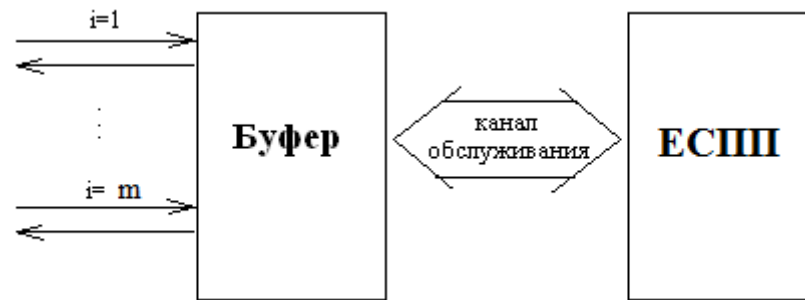 i=1
Буфер
канал
обслуживания
ЕСПП
i= m